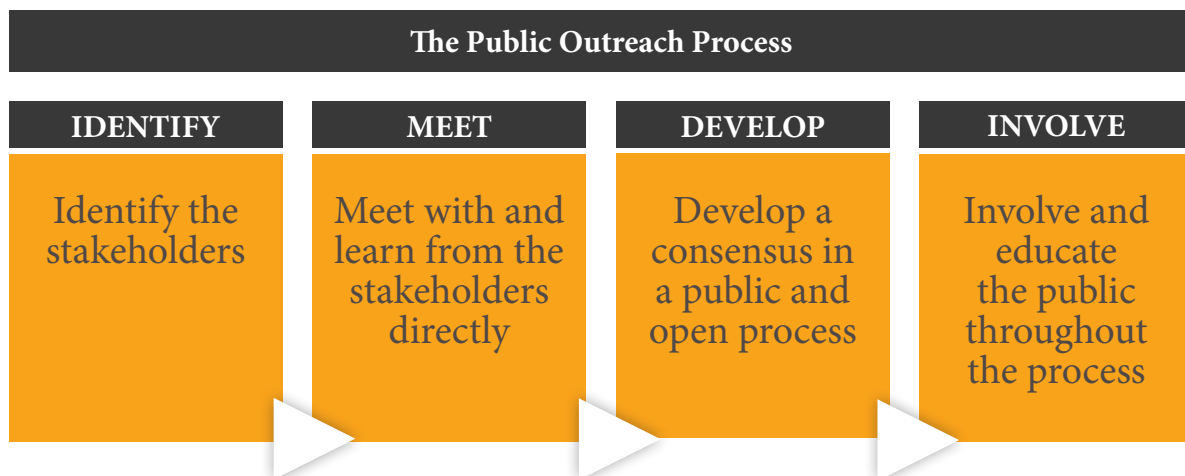 The Public Outreach Process
IDENTIFY
Identify the
stakeholders
MEET
Meet with and
learn from the
stakeholders
directly
DEVELOP
Develop a
consensus in
a public and
open process
INVOLVE
Involve and
educate
the public
throughout
the process